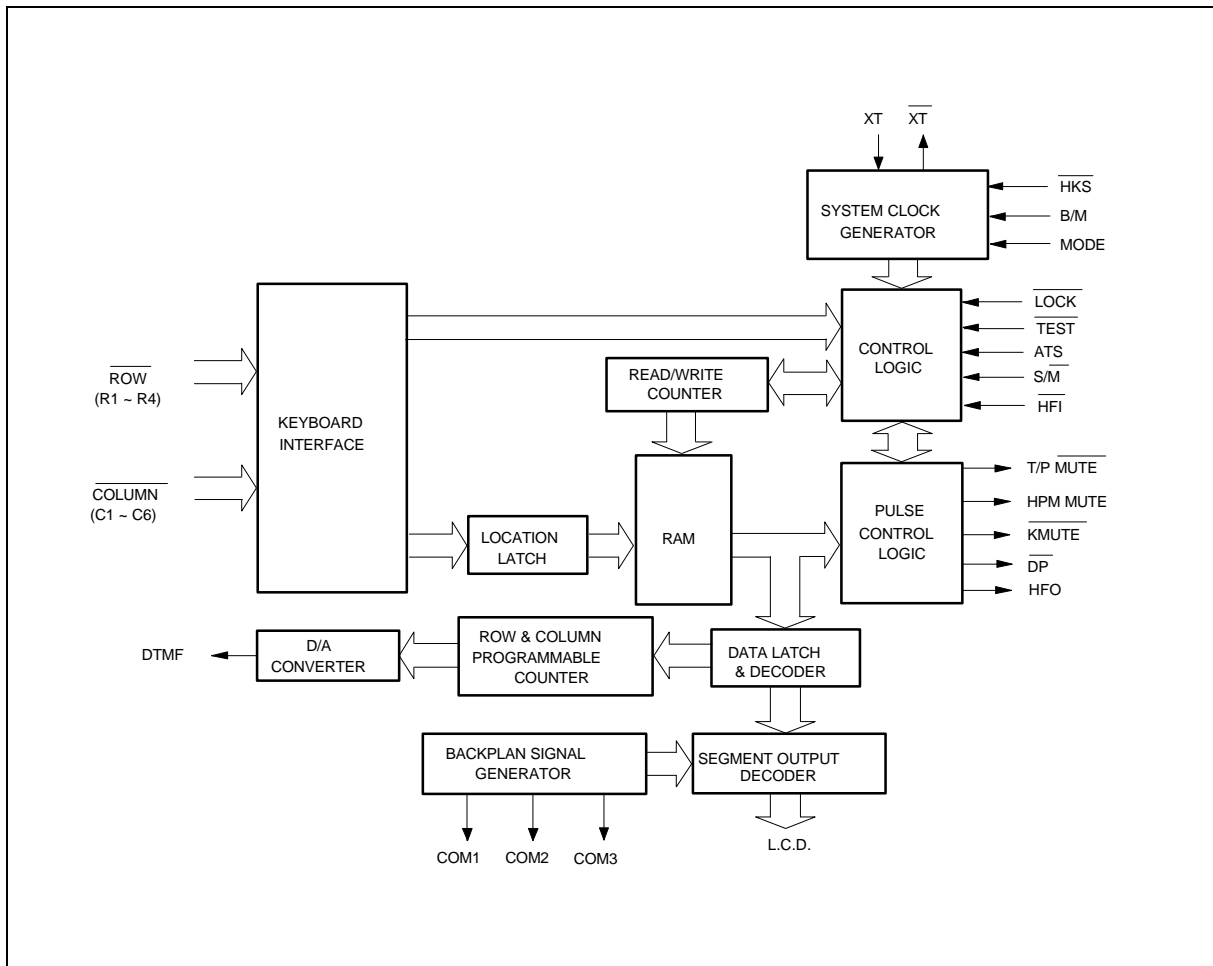 XT XT
HKS
SYSTEM CLOCK
GENERATOR
B/M
MODE
LOCK
TEST
ATS
S/M
HFI
CONTROL
LOGIC
ROW
(R1 ~ R4)
COLUMN
(C1 ~ C6)
KEYBOARD
INTERFACE
READ/WRITE
COUNTER
LOCATION
LATCH
RAM
PULSE
CONTROL
LOGIC
T/P MUTE
HPM MUTE
KMUTE
DP
HFO
DTMF
D/A
CONVERTER
ROW & COLUMN
PROGRAMMABLE
COUNTER
DATA LATCH
& DECODER
BACKPLAN SIGNAL
GENERATOR
SEGMENT OUTPUT
DECODER
COM1 COM2 COM3
L.C.D.